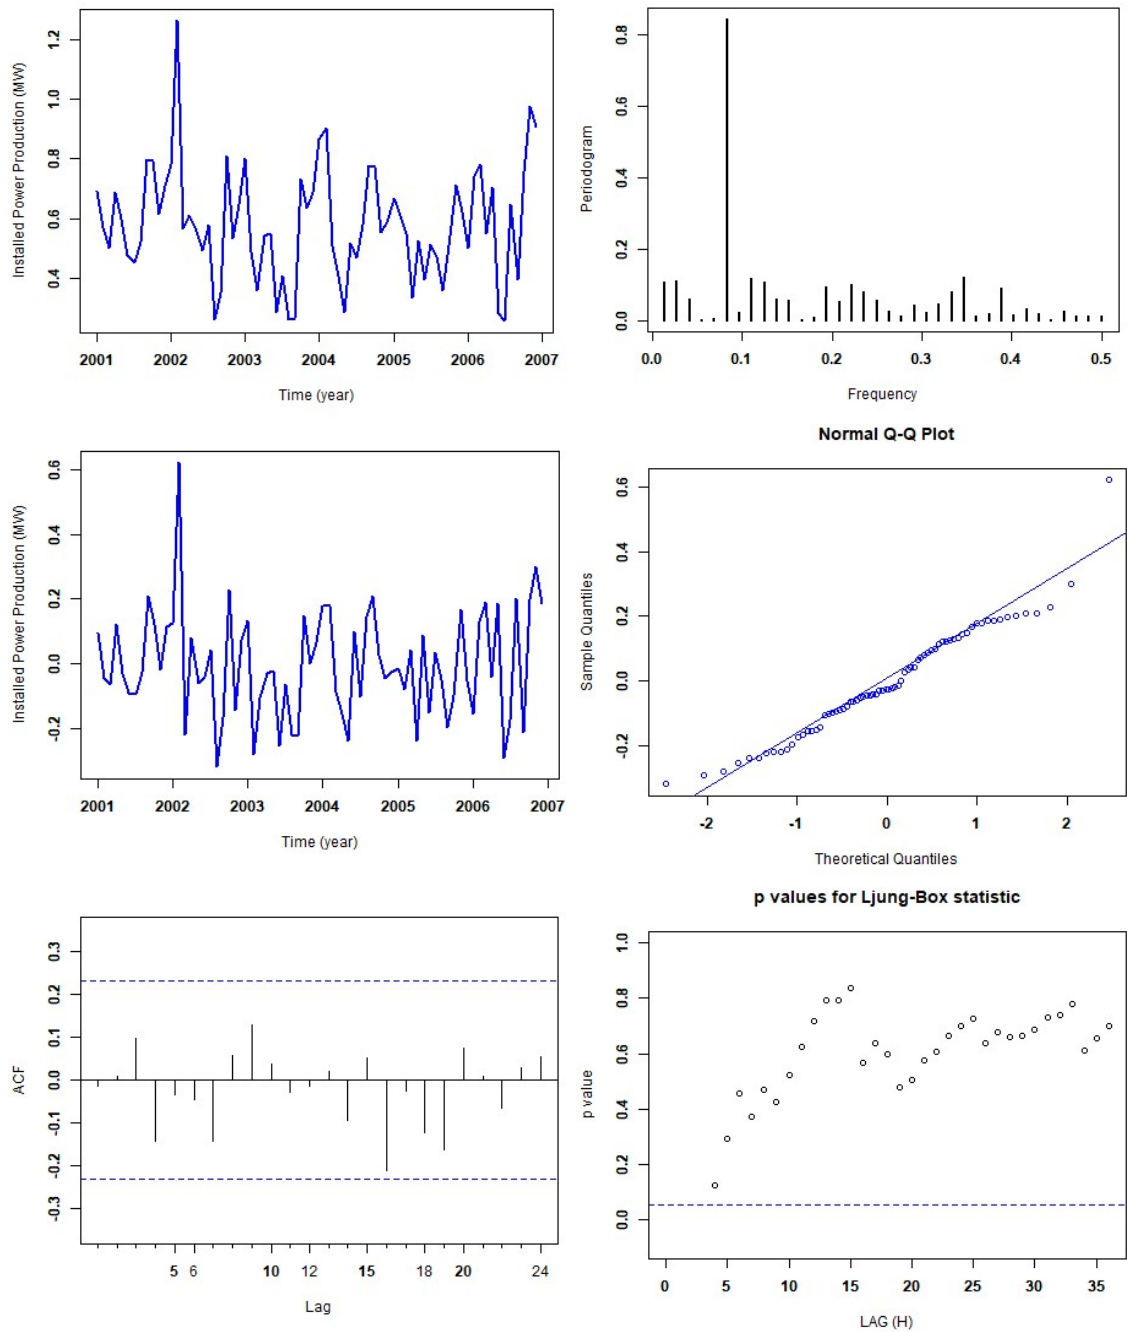 Installed Power Production (MW)
1.2
1.0
0.8
0.6
0.4
2001 2002 2003 2004 2005 2006 2007
Time (year)
Periodogram
0.8
0.6
0.4
0.2
0.0
0.0 0.1 0.2 0.3 0.4 0.5
Frequency
Installed Power Production (MW)
0.6
0.4
0.2
0.0
-0.2
2001 2002 2003 2004 2005 2006 2007
Time (year)
Normal Q-Q Plot
Sample Quantiles
0.6
0.4
0.2
0.0
-0.2
-2 -1 0 1 2
Theoretical Quantiles
ACF
0.3
0.2
0.1
0.0
-0.1
-0.2
-0.3
5 6 10 12 15 18 20 24
Lag
p values for Ljung-Box statistic
p value
1.0
0.8
0.6
0.4
0.2
0.0
0 5 10 15 20 25 30 35
LAG (H)